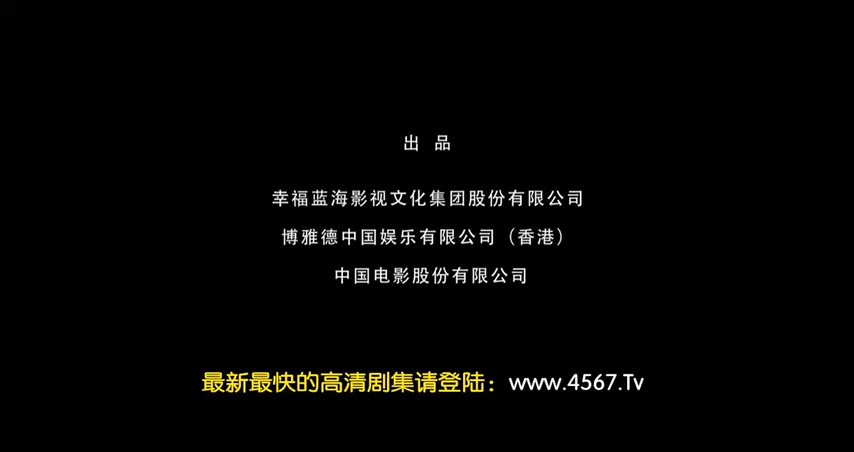 出 品
幸福蓝海影视文化集团股份有限公司
博雅德中国娱乐有限公司（香港）
中国电影股份有限公司
最新最快的高清剧集请登陆：www.4567.Tv